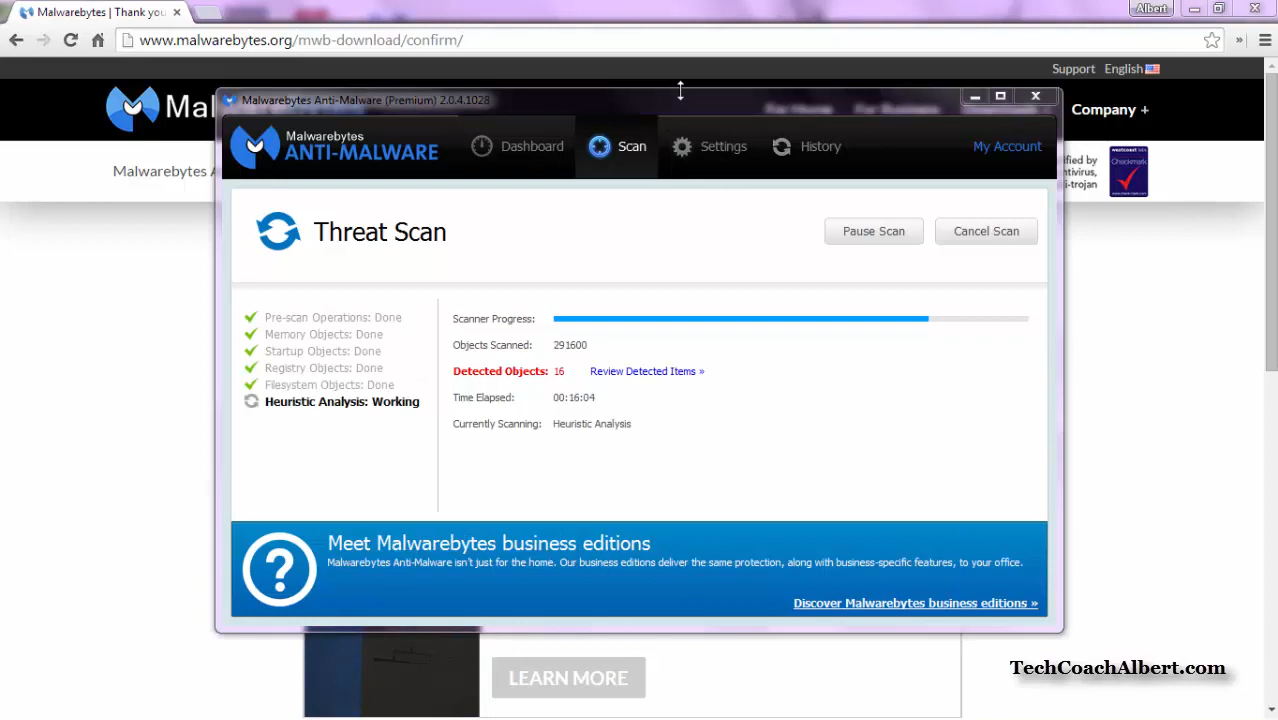 Malwarebytes | Thank you
Albert
www.malwarebytes.org/mwb-download/confirm/
Support English
Company +
Malwarebytes Anti-Malware (Premium) 2.0.4.1028
Malwarebytes
ANTI-MALWARE
Dashboard
Scan
Settings
History
My Account
westcoast labs
Checkmark
Malwarebytes
Threat Scan
Pause Scan
Cancel Scan
Pre-scan Operations: Done
Memory Objects: Done
Startup Objects: Done
Registry Objects: Done
Filesystem Objects: Done
Heuristic Analysis: Working
Scanner Progress:
Objects Scanned: 291600
Detected Objects: 16 Review Detected Items »
Time Elapsed: 00:16:04
Currently Scanning: Heuristic Analysis
Meet Malwarebytes business editions
Malwarebytes Anti-Malware isn't just for the home. Our business editions deliver the same protection, along with business-specific features, to your office.
Discover Malwarebytes business editions »
LEARN MORE
TechCoachAlbert.com